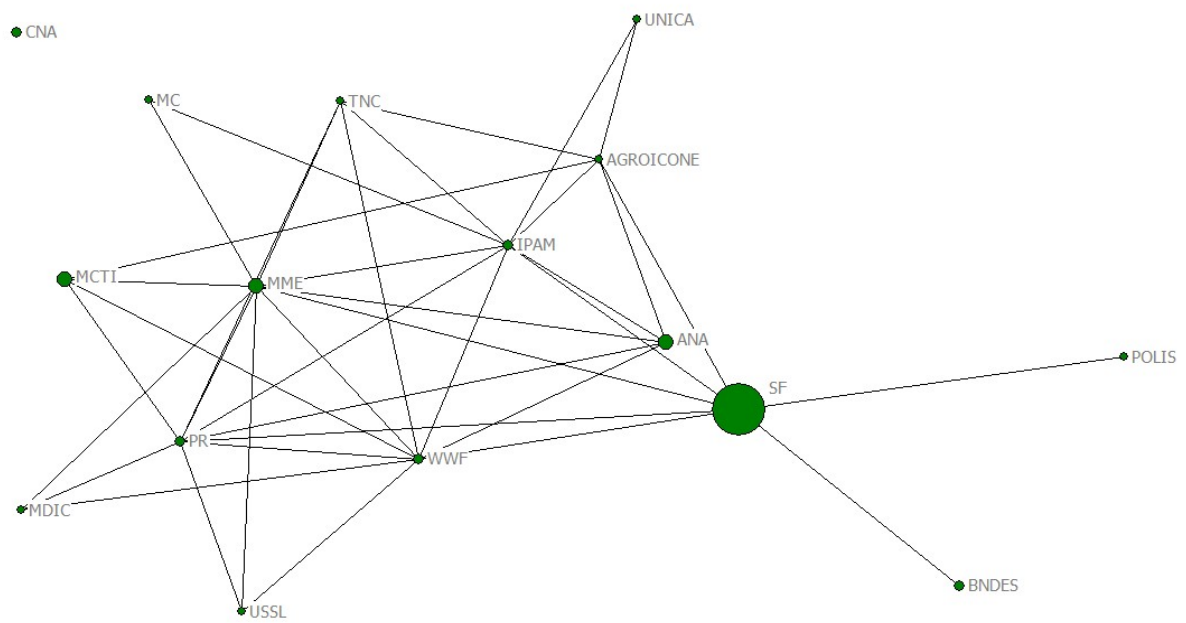 UNICA
CNA
MC
TNC
AGROICONE
IPAM
MCTI
MME
ANA
POLIS
SF
PR
WWF
MDIC
BNDES
USSL